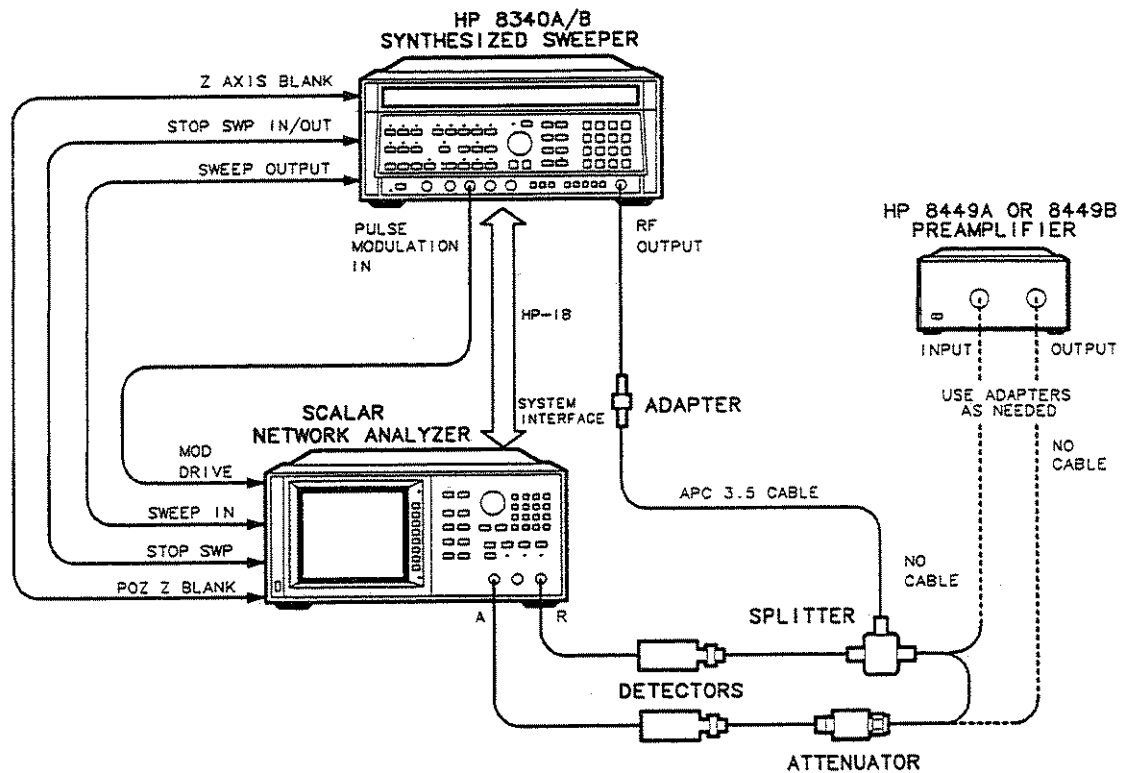 HP 8340A/B
SYNTHESIZED SWEEPER
Z AXIS BLANK
STOP SWP IN/OUT
SWEEP OUTPUT
PULSE
MODULATION
IN
RF
OUTPUT
HP 8449A OR 8449B
PREAMPLIFIER
HP-IB
INPUT
OUTPUT
USE ADAPTERS
AS NEEDED
SYSTEM
INTERFACE
ADAPTER
SCALAR
NETWORK ANALYZER
MOD
DRIVE
NO
CABLE
APC 3.5 CABLE
SWEEP IN
STOP SWP
NO
CABLE
POZ Z BLANK
A
R
SPLITTER
DETECTORS
ATTENUATOR